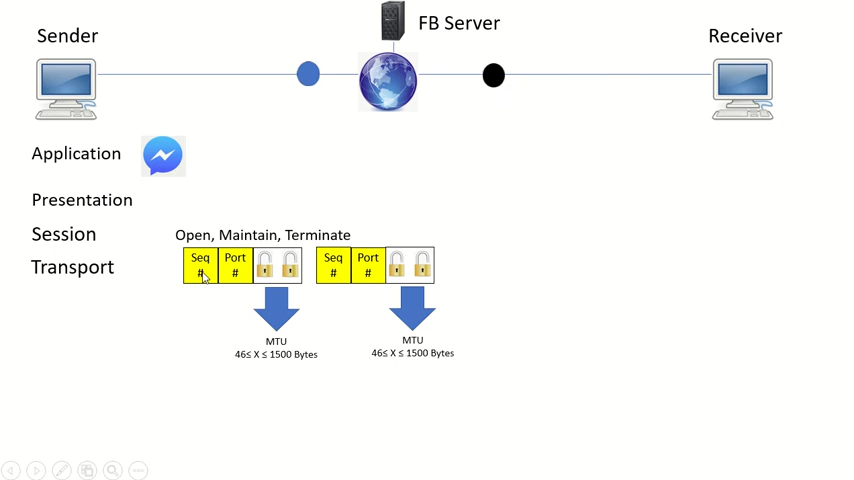 FB Server
Sender
Receiver
Application
Presentation
Session
Open, Maintain, Terminate
Transport
Seq
#
Port
#
Seq
#
Port
#
MTU
46≤ X ≤ 1500 Bytes
MTU
46≤ X ≤ 1500 Bytes